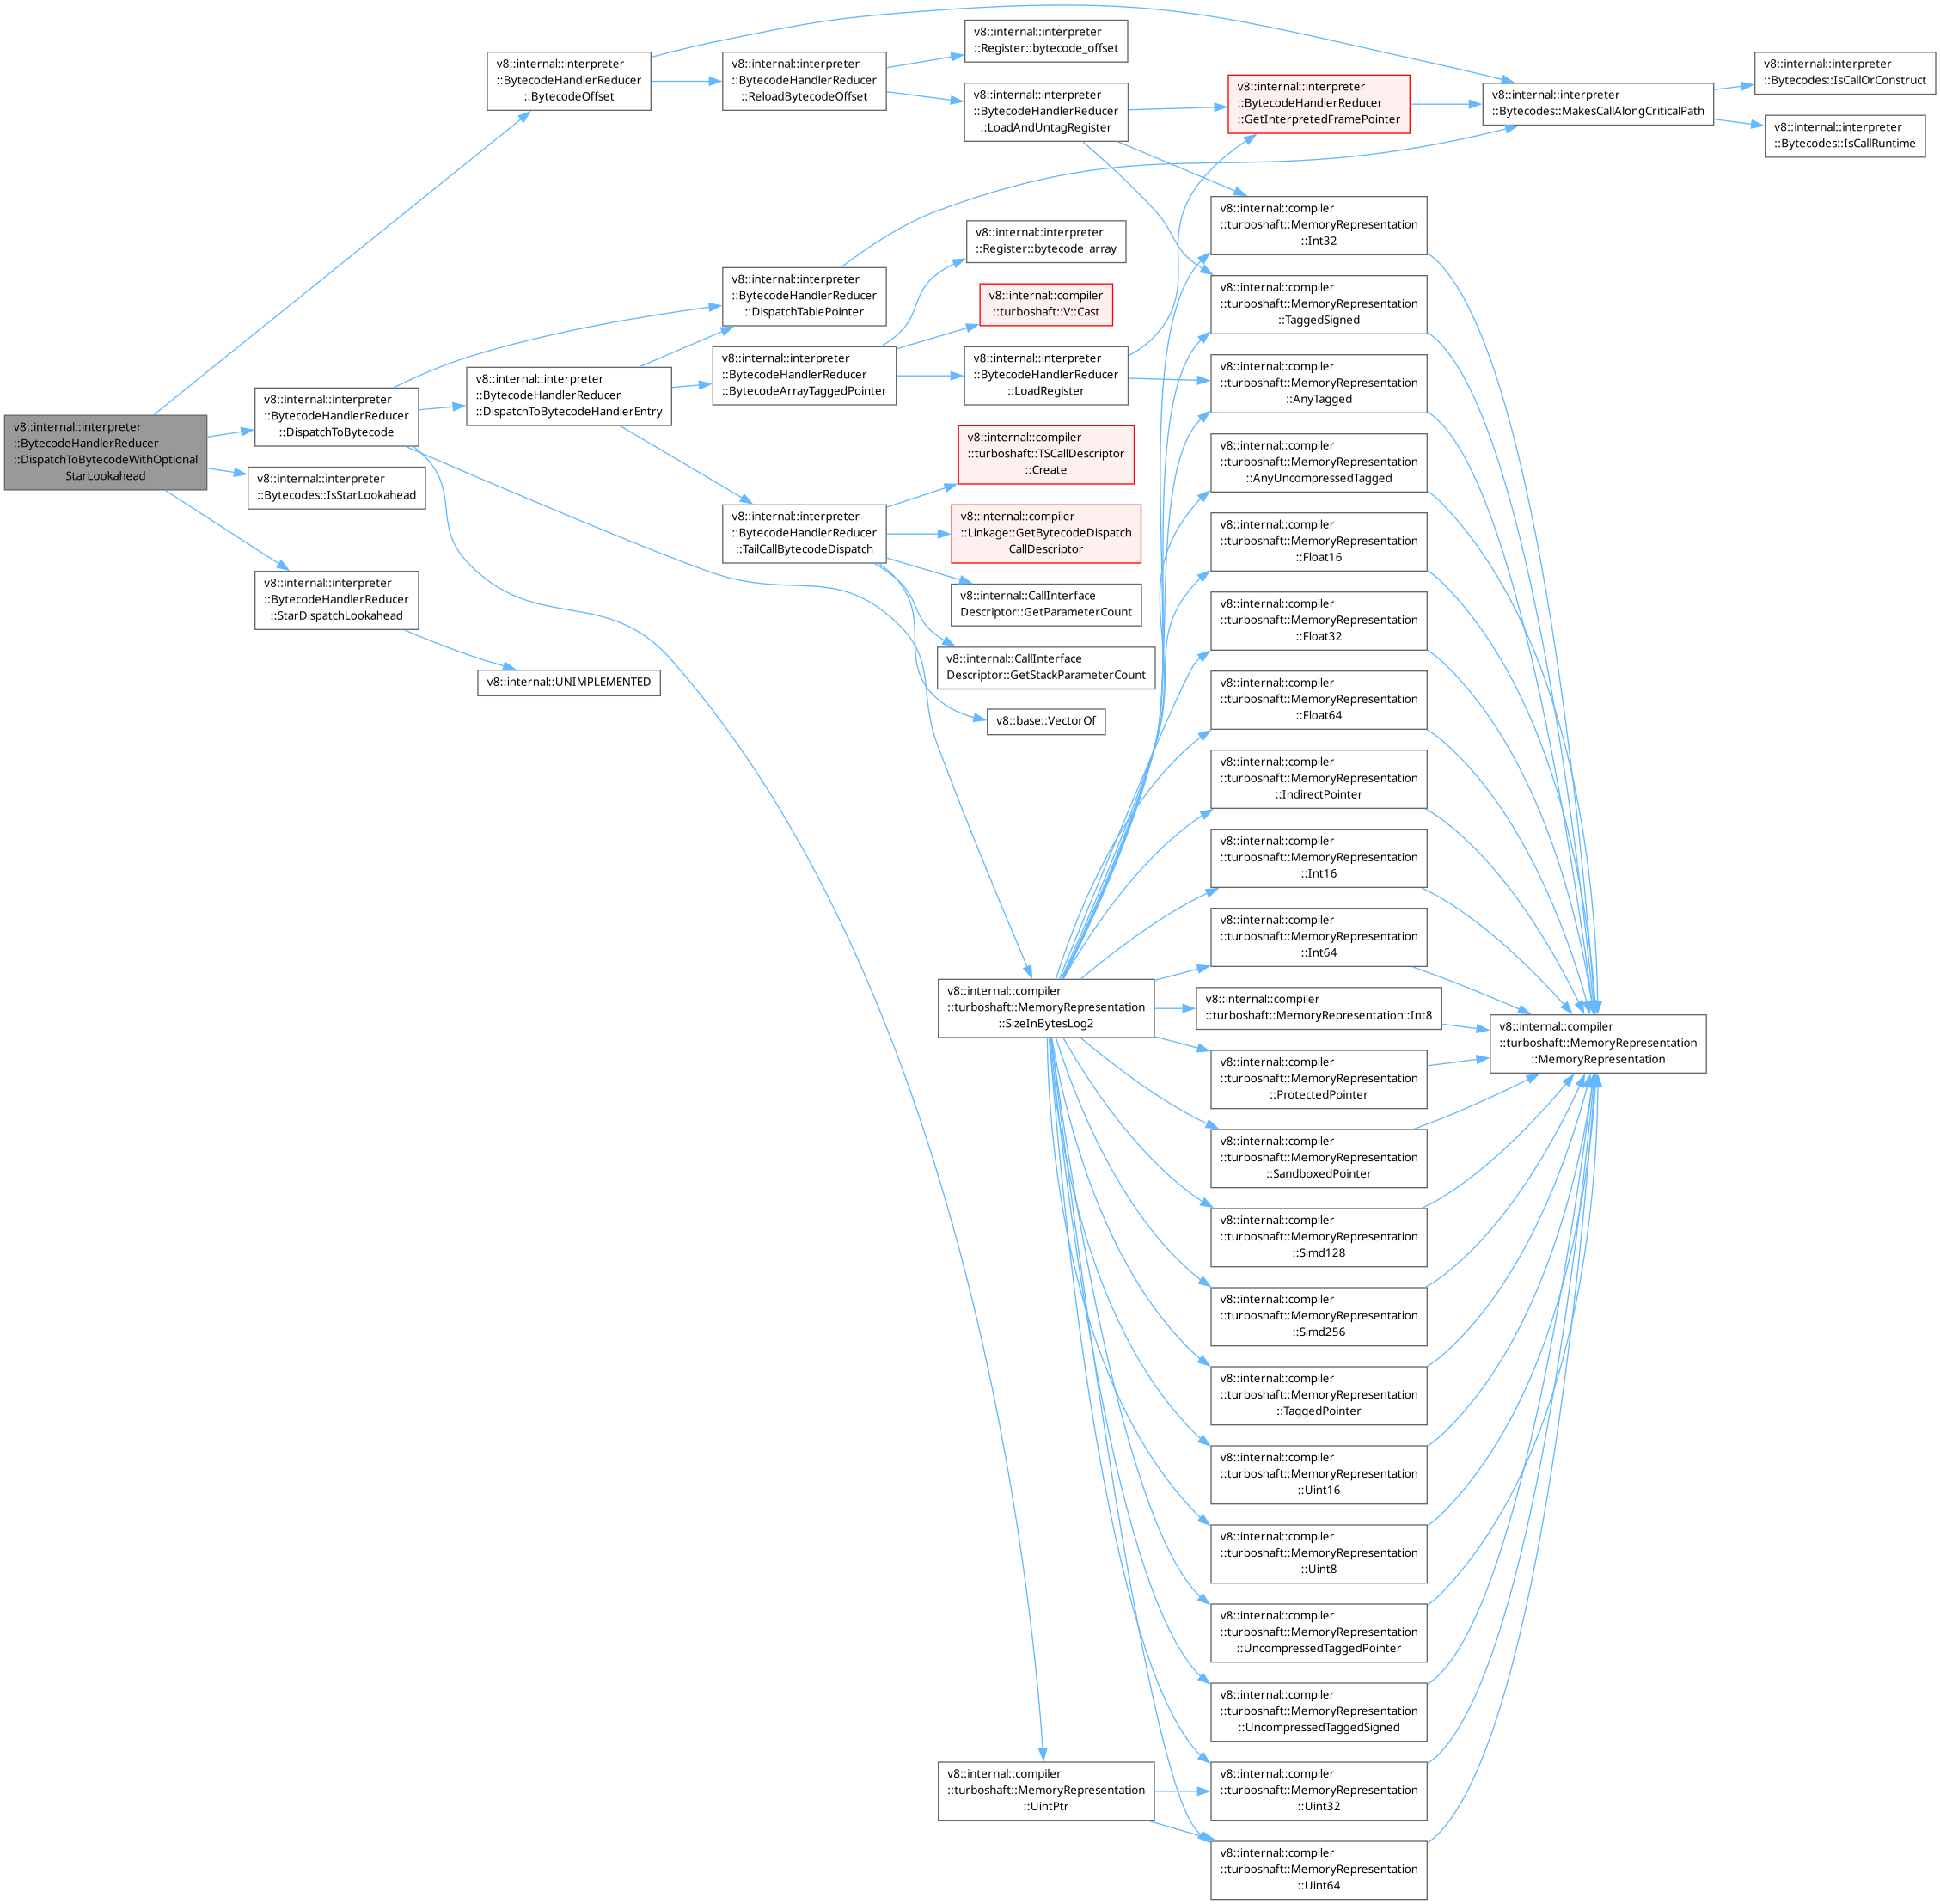 v8::internal::interpreter
::BytecodeHandlerReducer
::DispatchToBytecodeWithOptional
StarLookahead
v8::internal::interpreter
::BytecodeHandlerReducer
::BytecodeOffset
v8::internal::interpreter
::BytecodeHandlerReducer
::DispatchToBytecode
v8::internal::interpreter
::Bytecodes::IsStarLookahead
v8::internal::interpreter
::BytecodeHandlerReducer
::StarDispatchLookahead
v8::internal::UNIMPLEMENTED
v8::internal::interpreter
::BytecodeHandlerReducer
::DispatchToBytecodeHandlerEntry
v8::internal::interpreter
::BytecodeHandlerReducer
::ReloadBytecodeOffset
v8::internal::interpreter
::BytecodeHandlerReducer
::DispatchTablePointer
v8::internal::interpreter
::BytecodeHandlerReducer
::BytecodeArrayTaggedPointer
v8::internal::interpreter
::BytecodeHandlerReducer
::TailCallBytecodeDispatch
v8::internal::interpreter
::Register::bytecode_offset
v8::internal::interpreter
::BytecodeHandlerReducer
::LoadAndUntagRegister
v8::internal::interpreter
::Register::bytecode_array
v8::internal::compiler
::turboshaft::V::Cast
v8::internal::interpreter
::BytecodeHandlerReducer
::LoadRegister
v8::internal::compiler
::turboshaft::TSCallDescriptor
::Create
v8::internal::compiler
::Linkage::GetBytecodeDispatch
CallDescriptor
v8::internal::CallInterface
Descriptor::GetParameterCount
v8::internal::CallInterface
Descriptor::GetStackParameterCount
v8::base::VectorOf
v8::internal::compiler
::turboshaft::MemoryRepresentation
::SizeInBytesLog2
v8::internal::compiler
::turboshaft::MemoryRepresentation
::UintPtr
v8::internal::interpreter
::BytecodeHandlerReducer
::GetInterpretedFramePointer
v8::internal::interpreter
::Bytecodes::MakesCallAlongCriticalPath
v8::internal::interpreter
::Bytecodes::IsCallOrConstruct
v8::internal::interpreter
::Bytecodes::IsCallRuntime
v8::internal::compiler
::turboshaft::MemoryRepresentation
::Int32
v8::internal::compiler
::turboshaft::MemoryRepresentation
::TaggedSigned
v8::internal::compiler
::turboshaft::MemoryRepresentation
::AnyTagged
v8::internal::compiler
::turboshaft::MemoryRepresentation
::AnyUncompressedTagged
v8::internal::compiler
::turboshaft::MemoryRepresentation
::Float16
v8::internal::compiler
::turboshaft::MemoryRepresentation
::Float32
v8::internal::compiler
::turboshaft::MemoryRepresentation
::Float64
v8::internal::compiler
::turboshaft::MemoryRepresentation
::IndirectPointer
v8::internal::compiler
::turboshaft::MemoryRepresentation
::Int16
v8::internal::compiler
::turboshaft::MemoryRepresentation
::Int64
v8::internal::compiler
::turboshaft::MemoryRepresentation::Int8
v8::internal::compiler
::turboshaft::MemoryRepresentation
::MemoryRepresentation
v8::internal::compiler
::turboshaft::MemoryRepresentation
::ProtectedPointer
v8::internal::compiler
::turboshaft::MemoryRepresentation
::SandboxedPointer
v8::internal::compiler
::turboshaft::MemoryRepresentation
::Simd128
v8::internal::compiler
::turboshaft::MemoryRepresentation
::Simd256
v8::internal::compiler
::turboshaft::MemoryRepresentation
::TaggedPointer
v8::internal::compiler
::turboshaft::MemoryRepresentation
::Uint16
v8::internal::compiler
::turboshaft::MemoryRepresentation
::Uint8
v8::internal::compiler
::turboshaft::MemoryRepresentation
::UncompressedTaggedPointer
v8::internal::compiler
::turboshaft::MemoryRepresentation
::UncompressedTaggedSigned
v8::internal::compiler
::turboshaft::MemoryRepresentation
::Uint32
v8::internal::compiler
::turboshaft::MemoryRepresentation
::Uint64